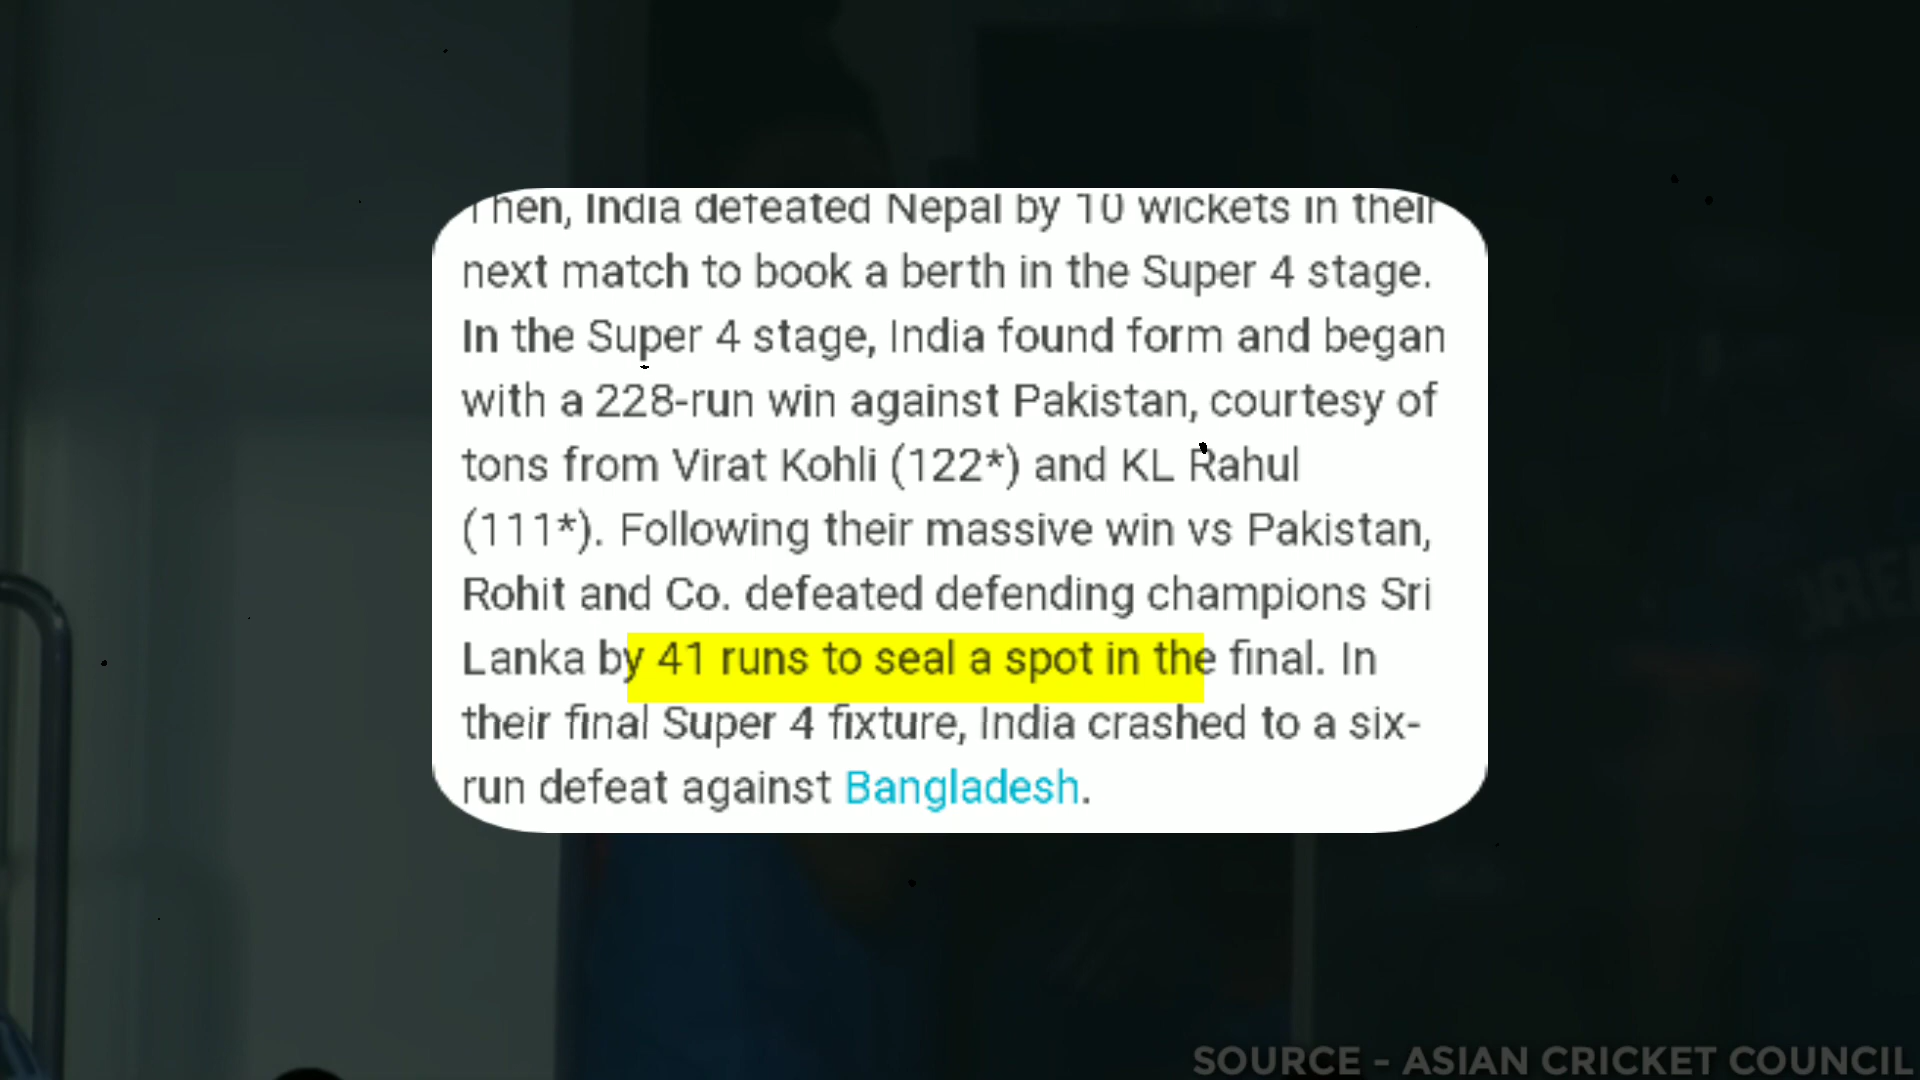 Then, India defeated Nepal by 10 wickets in their
next match to book a berth in the Super 4 stage.
In the Super 4 stage, India found form and began
with a 228-run win against Pakistan, courtesy of
tons from Virat Kohli (122*) and KL Rahul
(111*). Following their massive win vs Pakistan,
Rohit and Co. defeated defending champions Sri
Lanka by 41 runs to seal a spot in the final. In
their final Super 4 fixture, India crashed to a six-
run defeat against Bangladesh.
SOURCE - ASIAN CRICKET COUNCIL